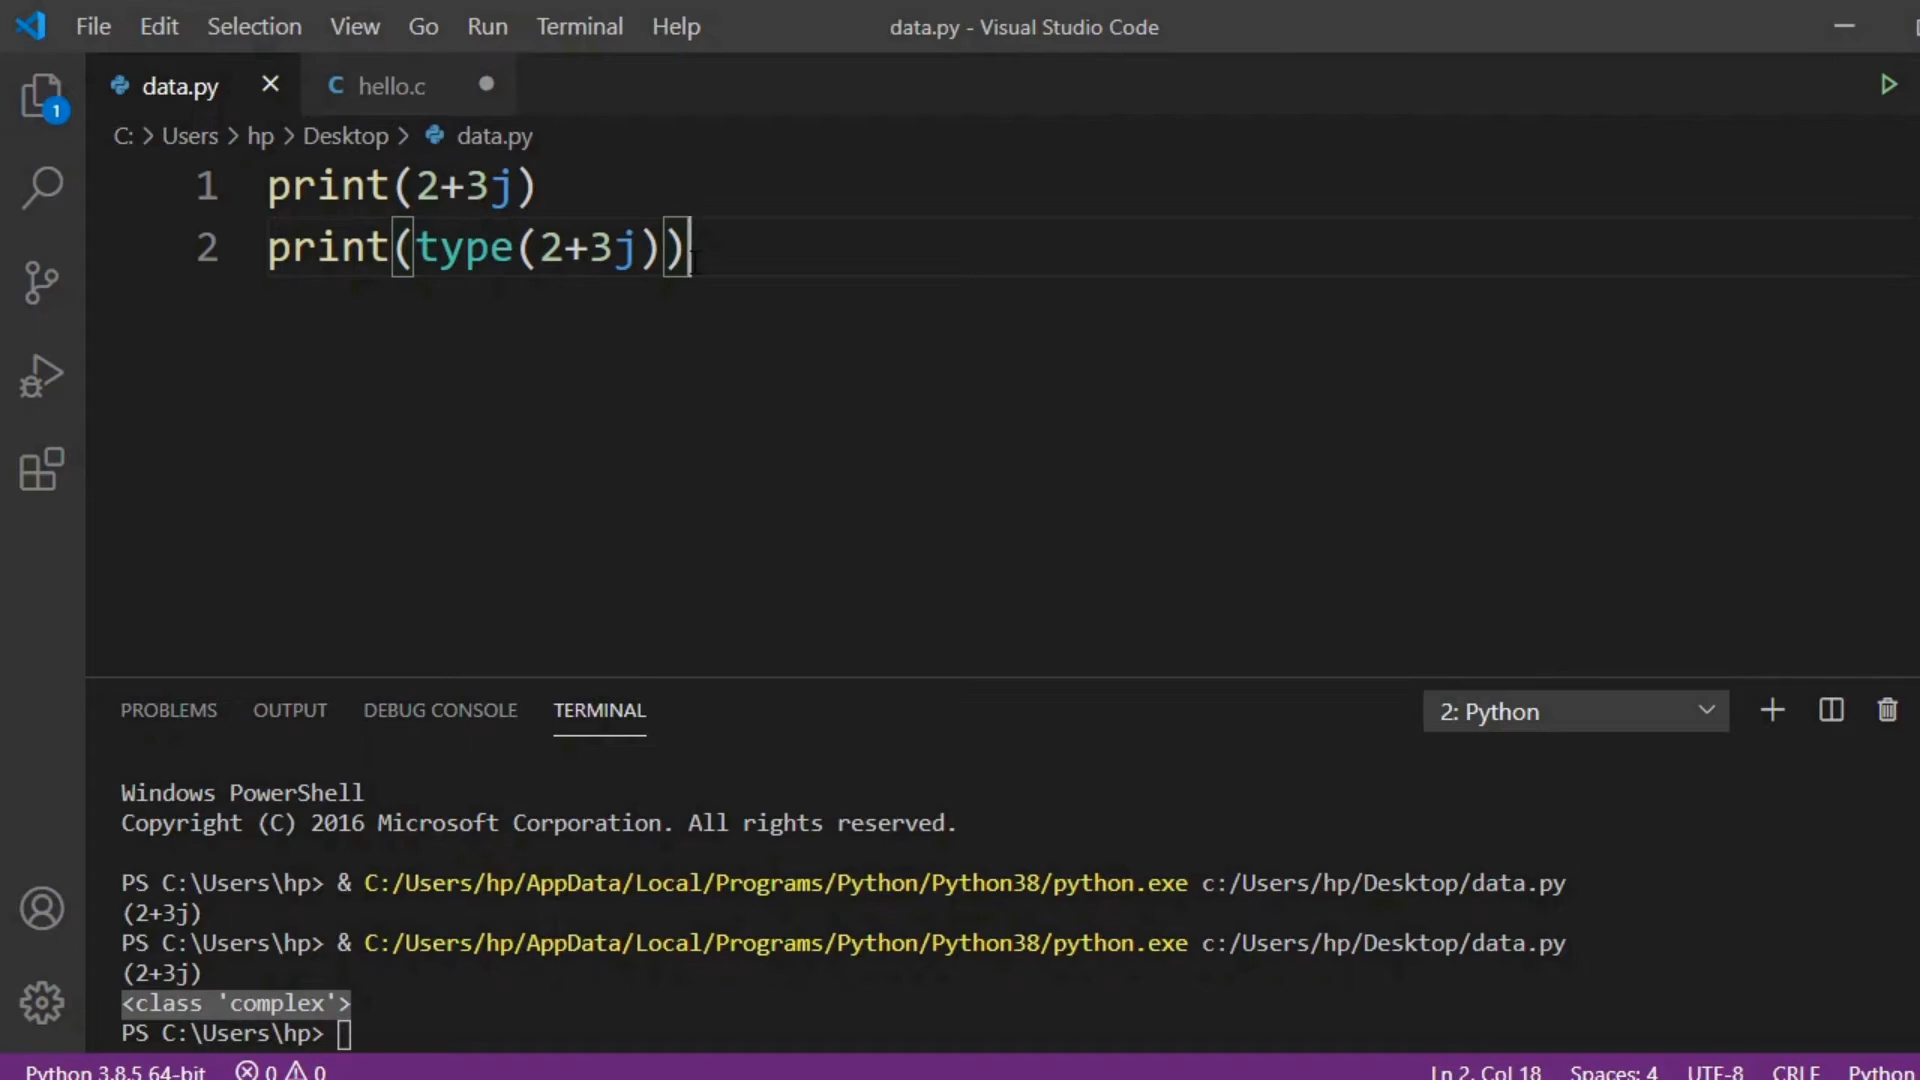 File Edit Selection View Go Run Terminal Help data.py - Visual Studio Code
data.py hello.c
1
C: > Users > hp > Desktop > data.py
1 print(2+3j)
2 print(type(2+3j))
PROBLEMS OUTPUT DEBUG CONSOLE TERMINAL 2: Python
Windows PowerShell
Copyright (C) 2016 Microsoft Corporation. All rights reserved.
PS C:\Users\hp> & C:/Users/hp/AppData/Local/Programs/Python/Python38/python.exe c:/Users/hp/Desktop/data.py
(2+3j)
PS C:\Users\hp> & C:/Users/hp/AppData/Local/Programs/Python/Python38/python.exe c:/Users/hp/Desktop/data.py
(2+3j)
<class 'complex'>
PS C:\Users\hp>
Python 3.8.5 64-bit 0 0 Ln 2, Col 18 Spaces: 4 UTF-8 CRLF Python